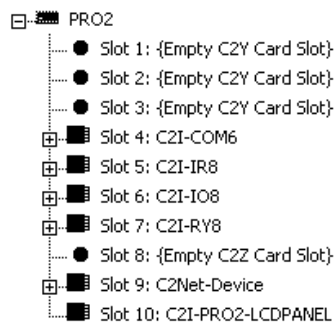 PRO2
Slot 1: {Empty C2Y Card Slot}
Slot 2: {Empty C2Y Card Slot}
Slot 3: {Empty C2Y Card Slot}
Slot 4: C2I-COM6
Slot 5: C2I-IR8
Slot 6: C2I-IO8
Slot 7: C2I-RY8
Slot 8: {Empty C2Z Card Slot}
Slot 9: C2Net-Device
Slot 10: C2I-PRO2-LCDPANEL